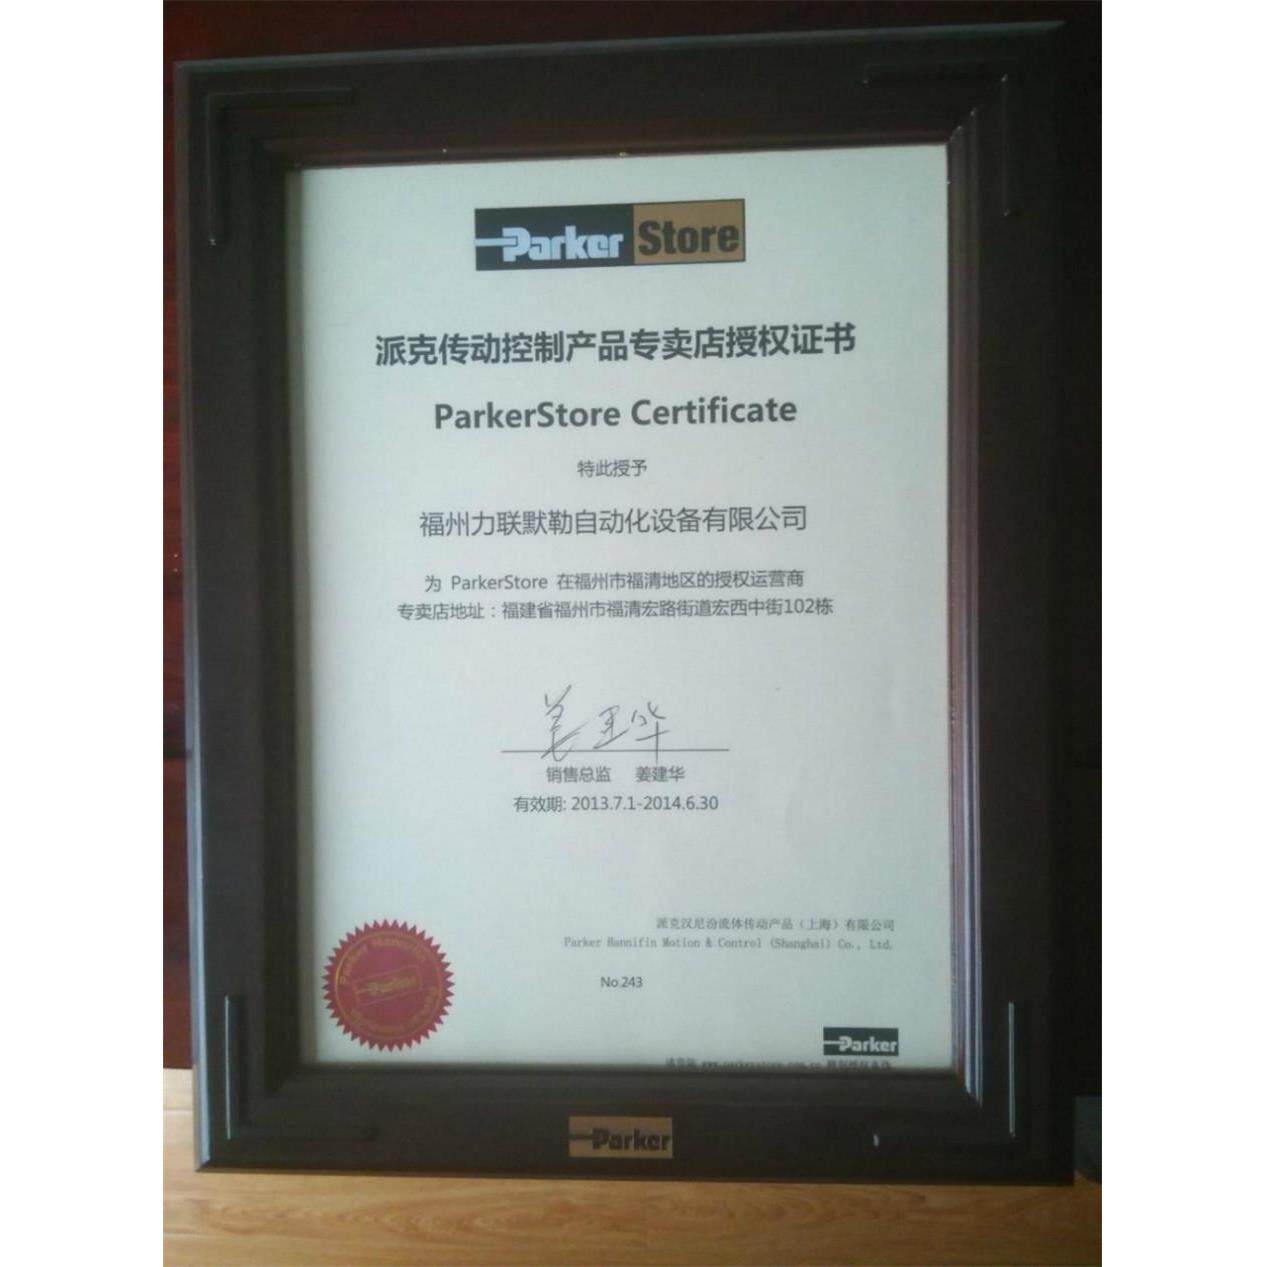 Parker Store
派克传动控制产品专卖店授权证书
ParkerStore Certificate
特此授予
福州力联默勒自动化设备有限公司
为 ParkerStore 在福州市福清地区的授权运营商
专卖店地址：福建省福州市福清宏路街道宏西中街102栋
姜建华
销售总监 姜建华
有效期: 2013.7.1-2014.6.30
派克汉尼汾流体传动产品（上海）有限公司
Parker Hannifin Motion & Control (Shanghai) Co., Ltd.
No.243
Parker
Parker
Parker